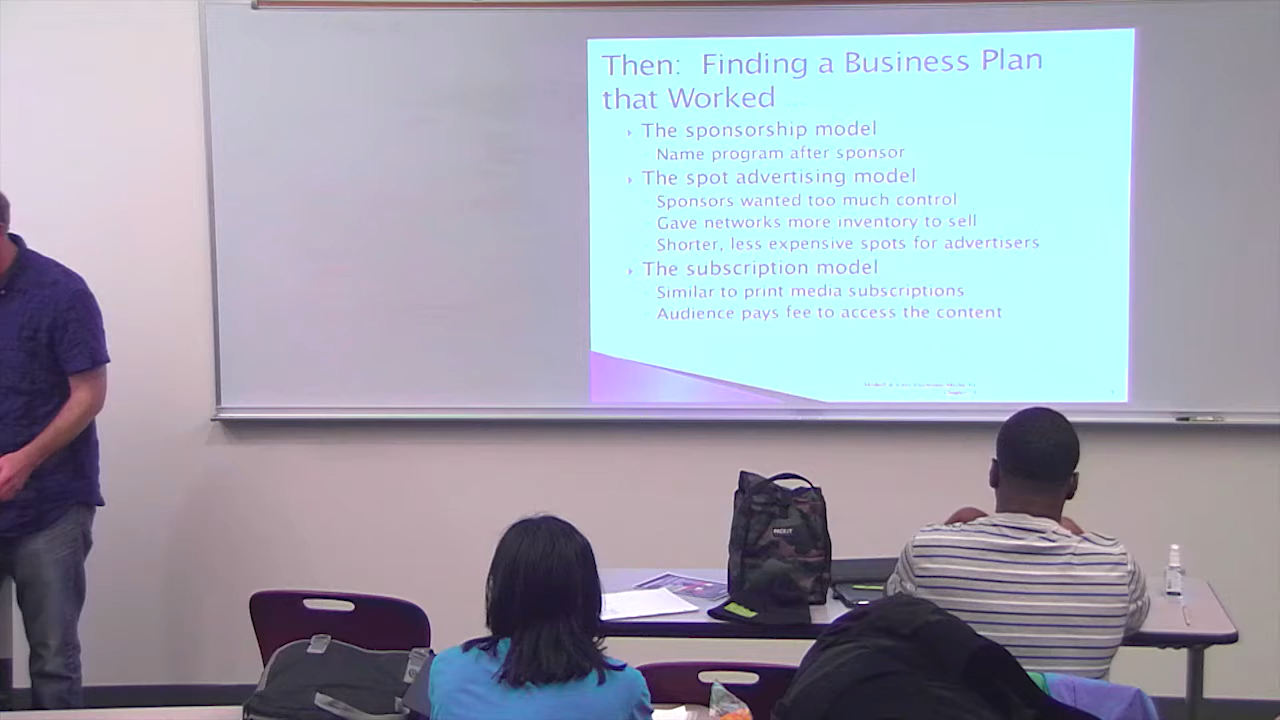 Then: Finding a Business Plan
that Worked
The sponsorship model
Name program after sponsor
The spot advertising model
Sponsors wanted too much control
Gave networks more inventory to sell
Shorter, less expensive spots for advertisers
The subscription model
Similar to print media subscriptions
Audience pays fee to access the content
PACK IT